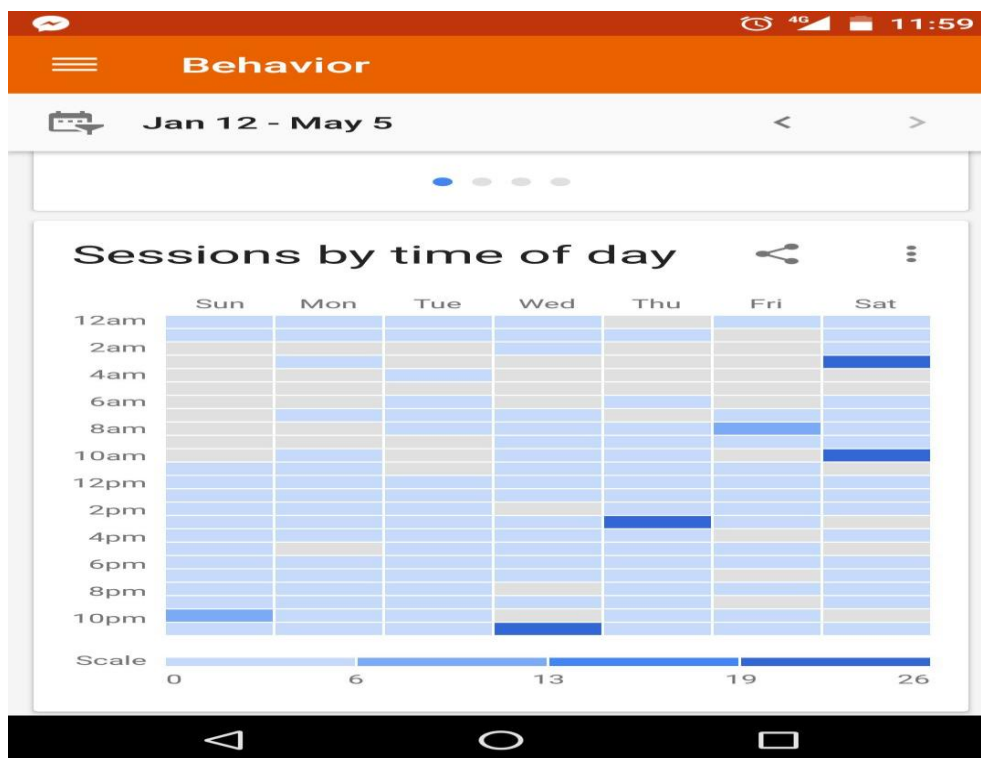 4G 11:59
Behavior
Jan 12 - May 5 < >
Sessions by time of day
Sun Mon Tue Wed Thu Fri Sat
12am
2am
4am
6am
8am
10am
12pm
2pm
4pm
6pm
8pm
10pm
Scale
0 6 13 19 26